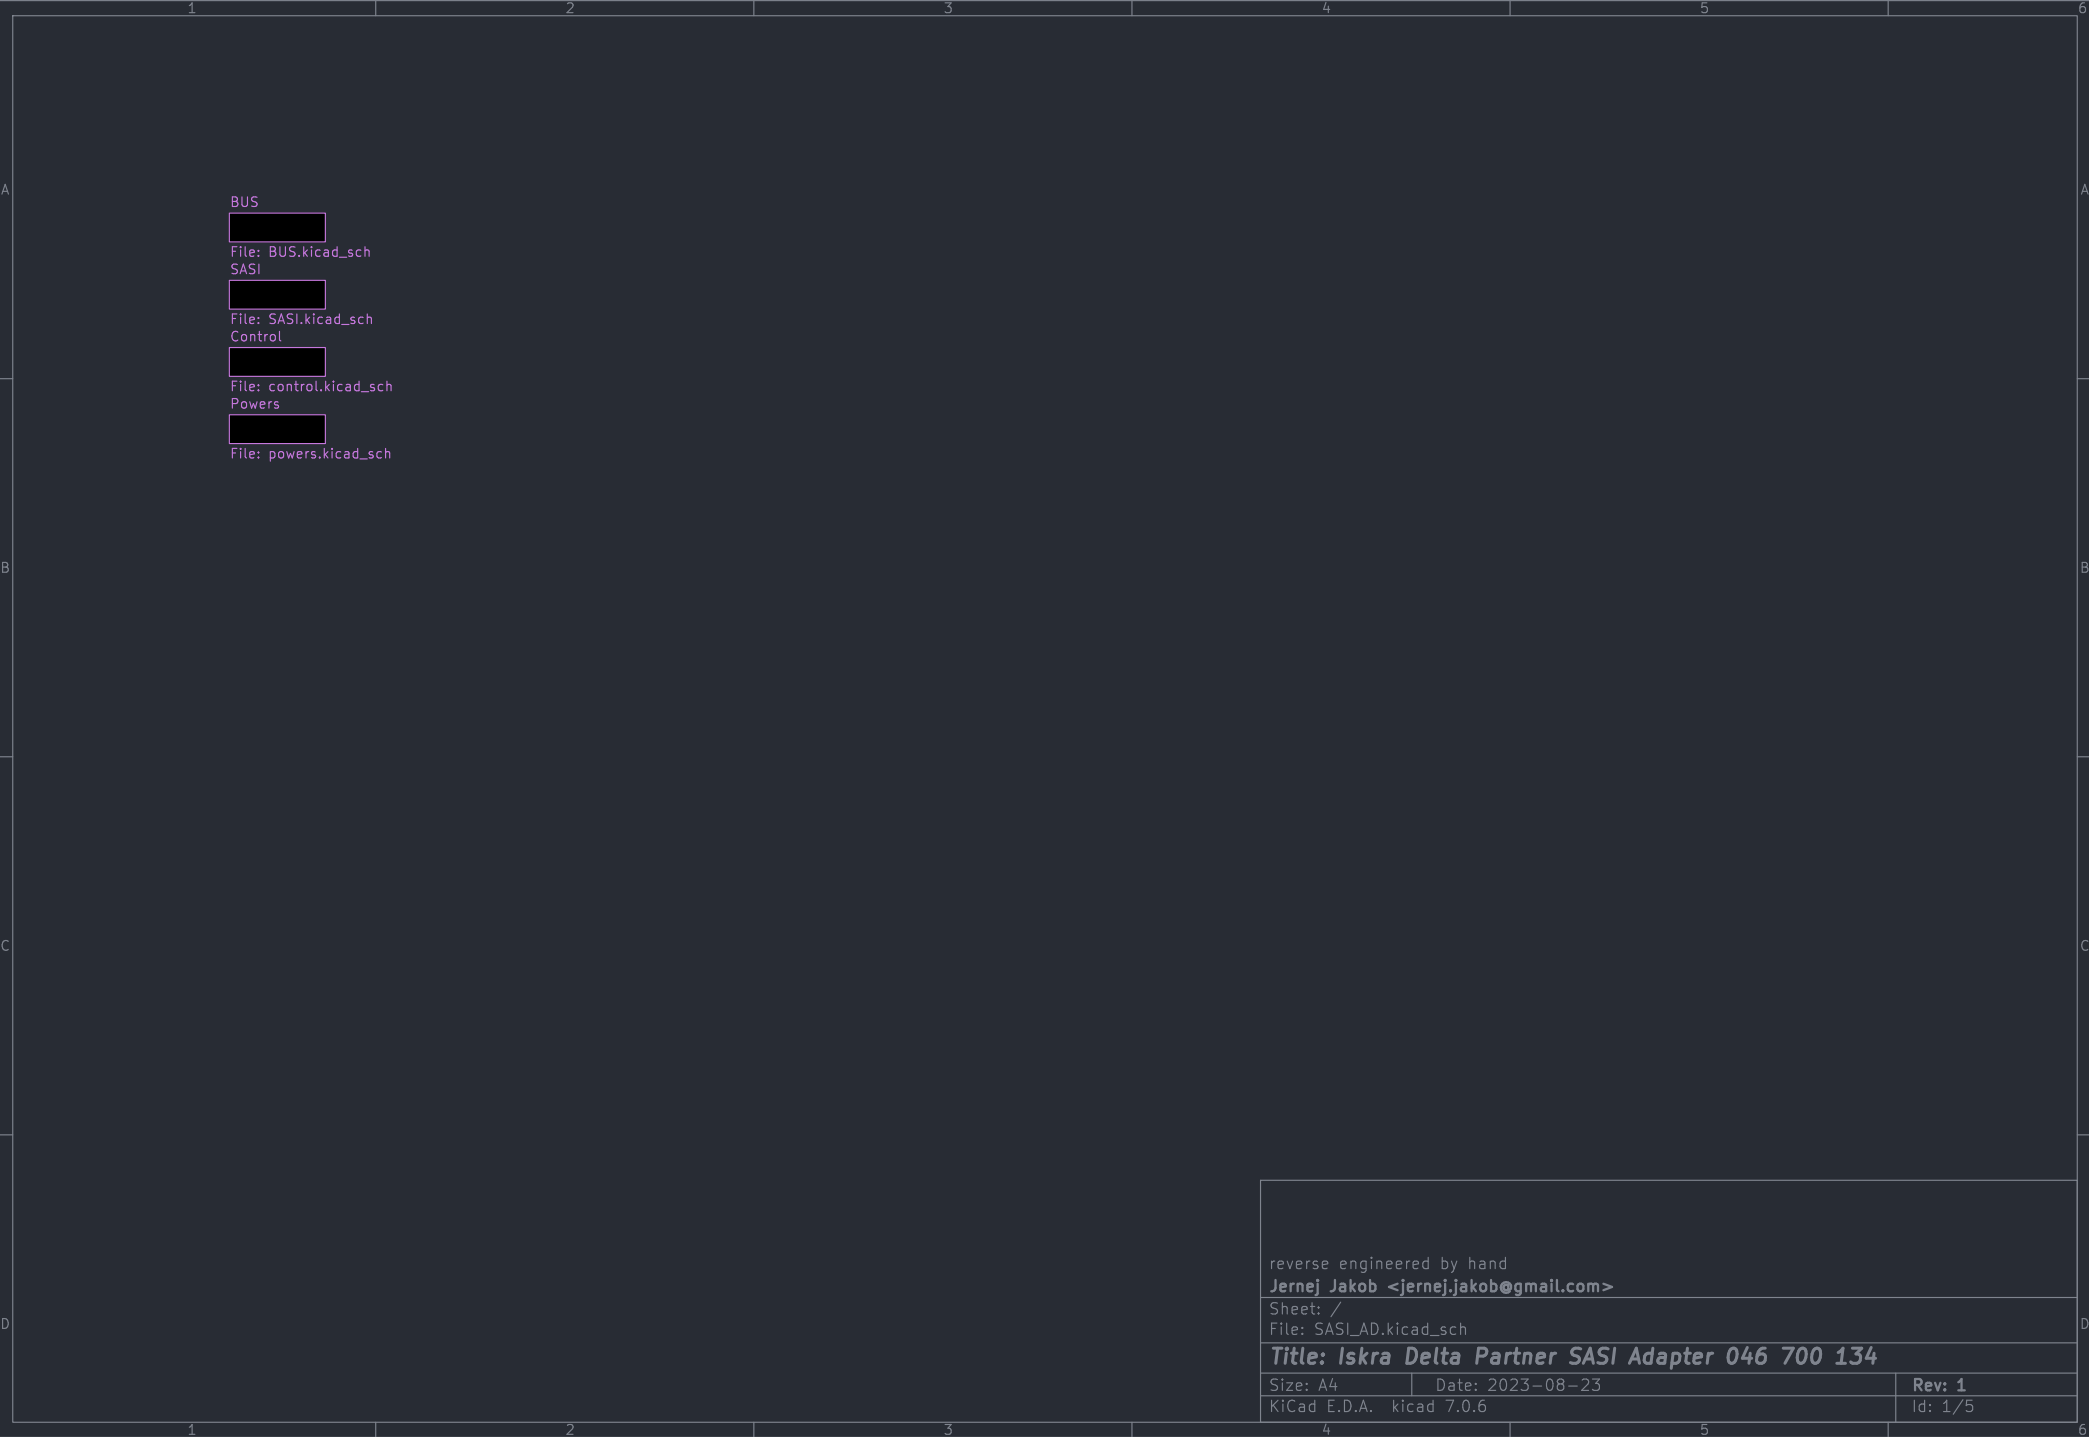 1 2 3 4 5 6
A A
BUS
File: BUS.kicad_sch
SASI
File: SASI.kicad_sch
Control
File: control.kicad_sch
Powers
File: powers.kicad_sch
B B
C C
reverse engineered by hand
Jernej Jakob <jernej.jakob@gmail.com>
Sheet: /
File: SASI_AD.kicad_sch
D D
Title: Iskra Delta Partner SASI Adapter 046 700 134
Size: A4 Date: 2023-08-23 Rev: 1
KiCad E.D.A. kicad 7.0.6 Id: 1/5
1 2 3 4 5 6